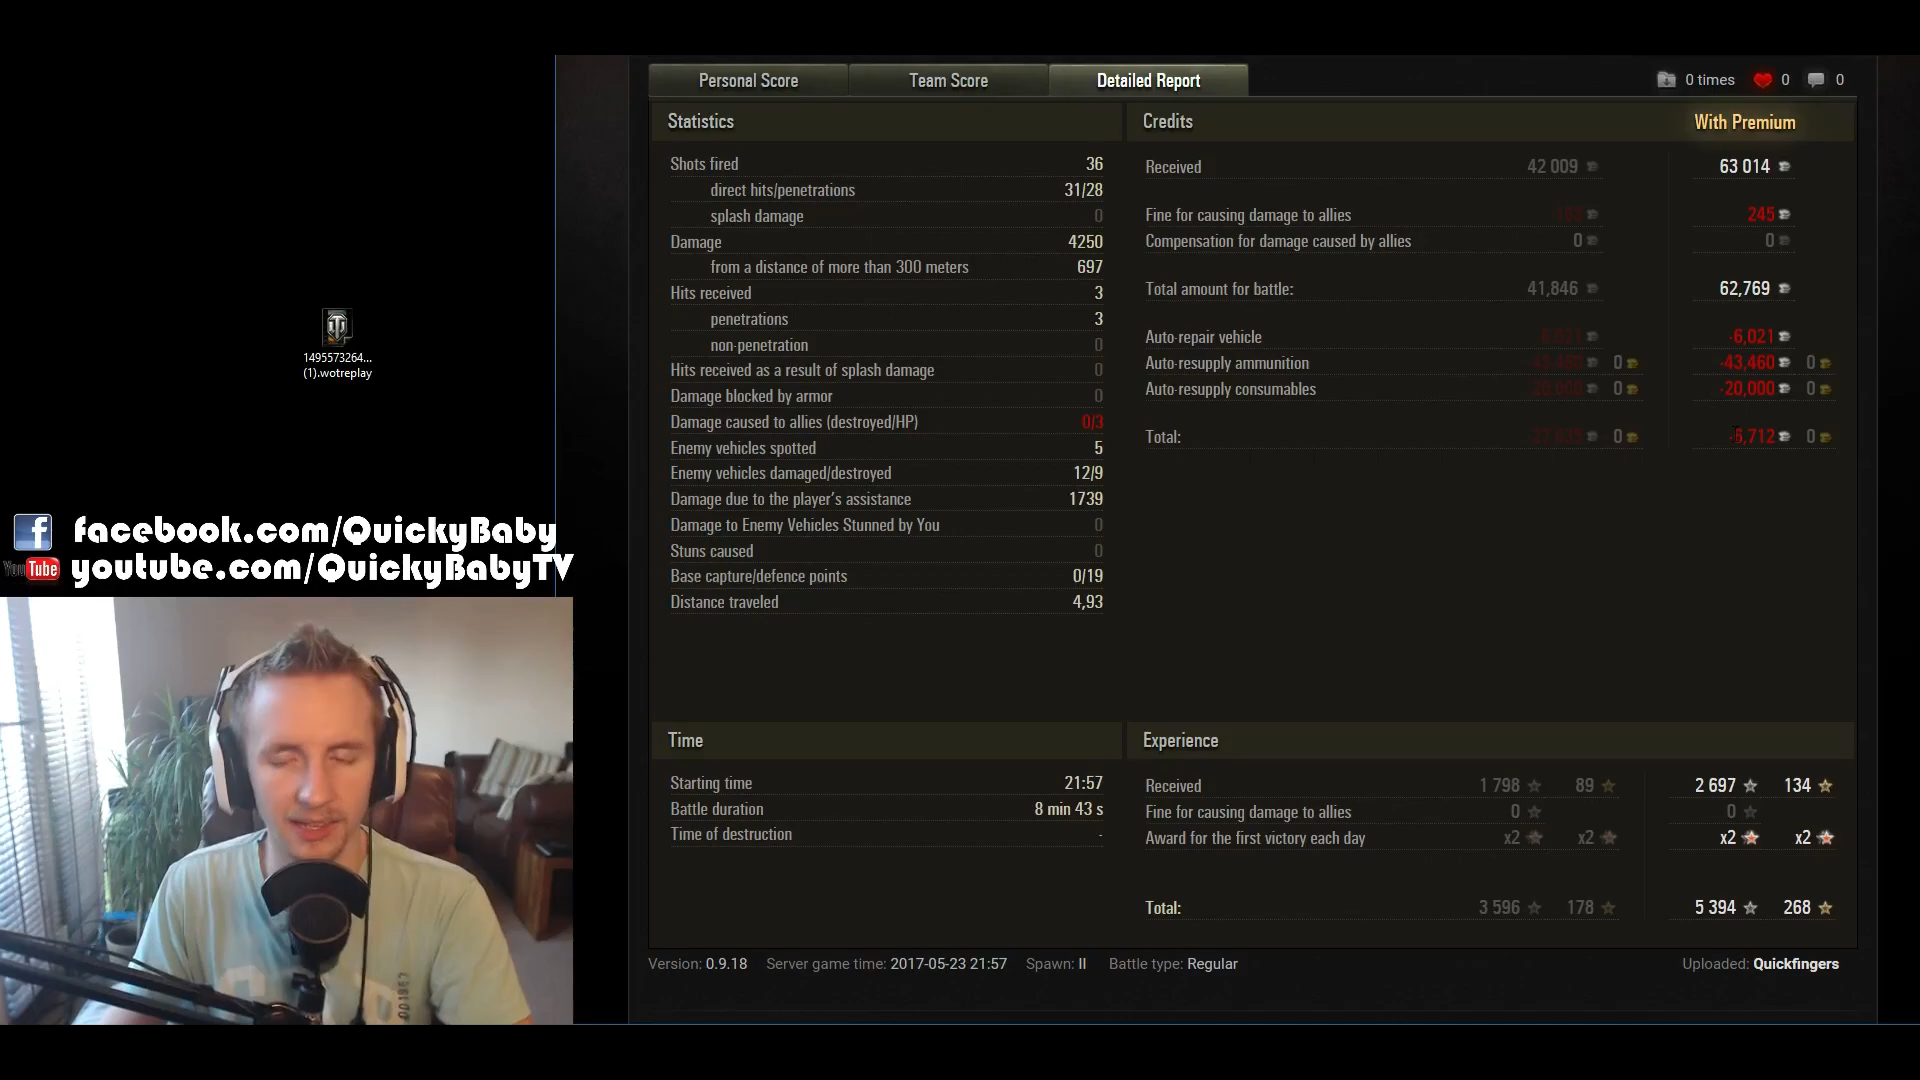 Personal Score Team Score Detailed Report 0 times 0 0
Statistics
Shots fired 36
direct hits/penetrations 31/28
splash damage 0
Damage 4250
from a distance of more than 300 meters 697
Hits received 3
penetrations 3
non-penetration 0
Hits received as a result of splash damage 0
Damage blocked by armor 0
Damage caused to allies (destroyed/HP) 0/3
Enemy vehicles spotted 5
Enemy vehicles damaged/destroyed 12/9
Damage due to the player's assistance 1739
Damage to Enemy Vehicles Stunned by You 0
Stuns caused 0
Base capture/defence points 0/19
Distance traveled 4,93
Credits With Premium
Received 42 009 63 014
Fine for causing damage to allies 245
Compensation for damage caused by allies 0 0
Total amount for battle: 41,846 62,769
Auto-repair vehicle -6,021
Auto-resupply ammunition 0 -43,460 0
Auto-resupply consumables 0 -20,000 0
Total: 0 -6,712 0
Time
Starting time 21:57
Battle duration 8 min 43 s
Time of destruction -
Experience
Received 1 798 89 2 697 134
Fine for causing damage to allies 0 0
Award for the first victory each day x2 x2 x2 x2
Total: 3 596 178 5 394 268
Version: 0.9.18 Server game time: 2017-05-23 21:57 Spawn: II Battle type: Regular Uploaded: Quickfingers
1495573264...
(1).wotreplay
facebook.com/QuickyBaby
YouTube youtube.com/QuickyBabyTV